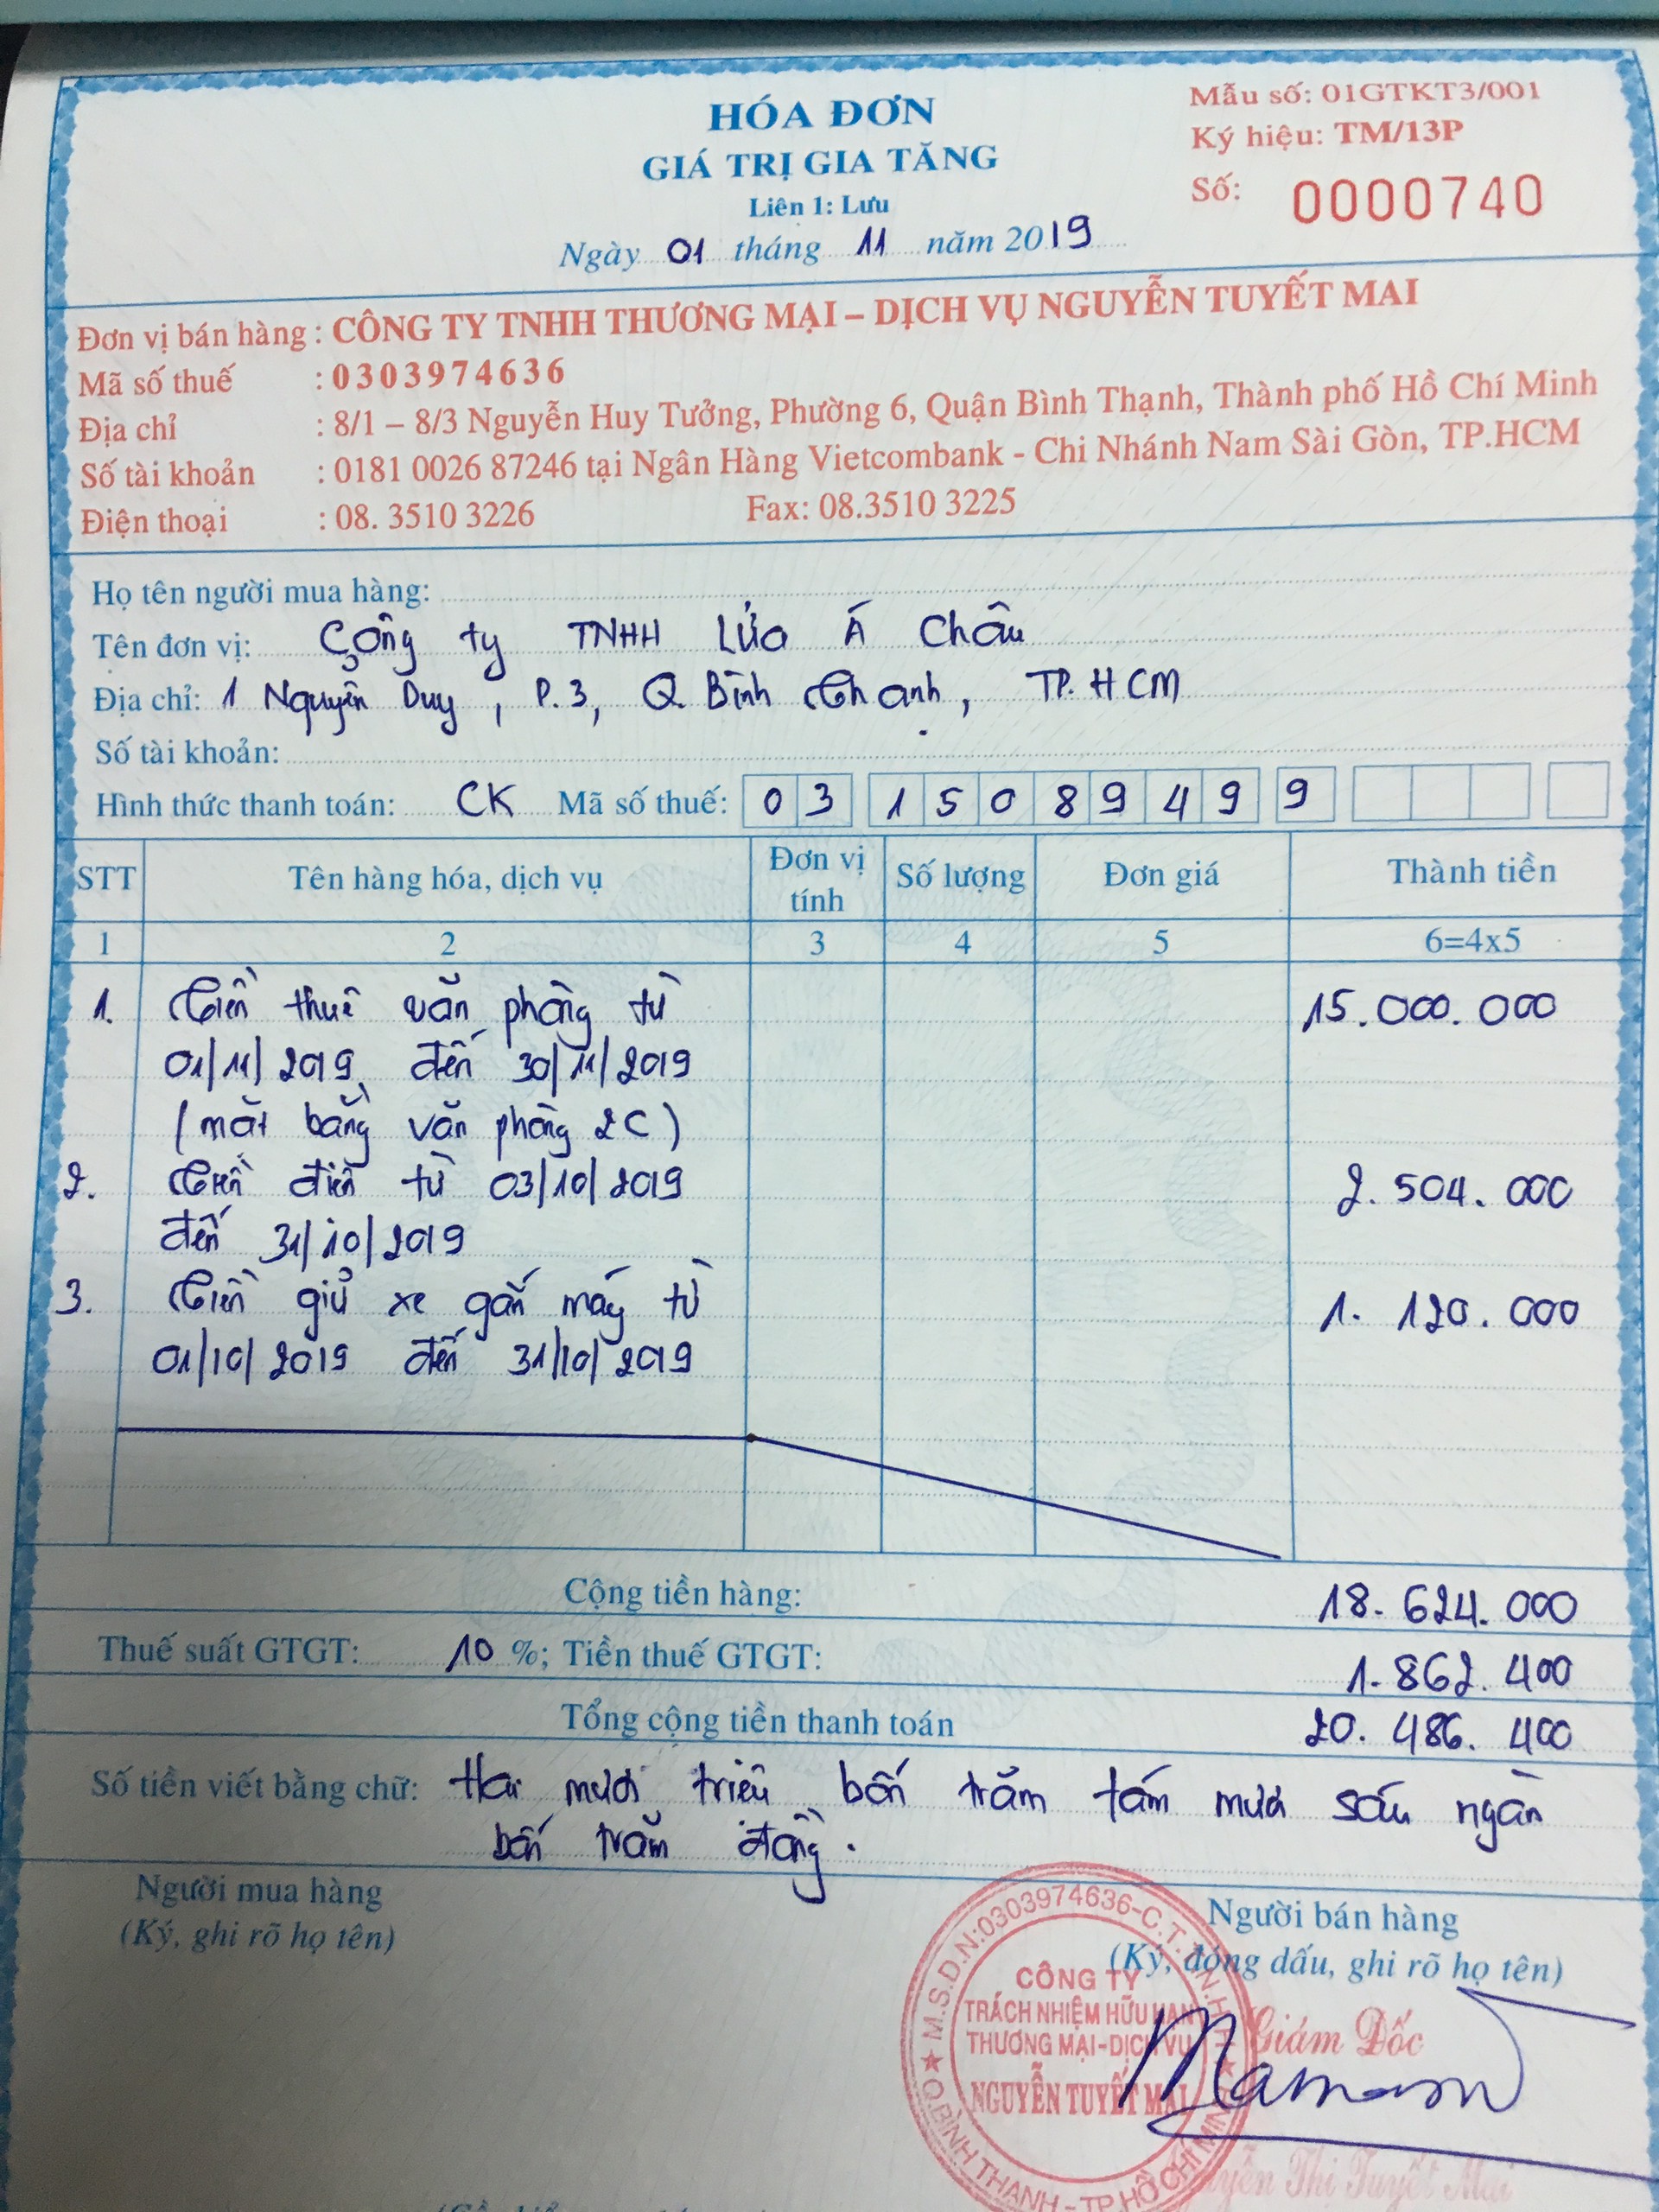 HÓA ĐƠN
GIÁ TRỊ GIA TĂNG
Liên 1: Lưu
Ngày 01 tháng 11 năm 2019
Mẫu số: 01GTKT3/001
Ký hiệu: TM/13P
Số: 0000740
Đơn vị bán hàng : CÔNG TY TNHH THƯƠNG MẠI – DỊCH VỤ NGUYỄN TUYẾT MAI
Mã số thuế : 0303974636
Địa chỉ : 8/1 – 8/3 Nguyễn Huy Tưởng, Phường 6, Quận Bình Thạnh, Thành phố Hồ Chí Minh
Số tài khoản : 0181 0026 87246 tại Ngân Hàng Vietcombank - Chi Nhánh Nam Sài Gòn, TP.HCM
Điện thoại : 08. 3510 3226 Fax: 08.3510 3225
Họ tên người mua hàng:
Tên đơn vị: Công ty TNHH Lửa Á Châu
Địa chỉ: 1 Nguyễn Duy, P.3, Q Bình Thạnh, TP. HCM
Số tài khoản:
Hình thức thanh toán: CK Mã số thuế: 03 1508949 9
STT Tên hàng hóa, dịch vụ Đơn vị tính Số lượng Đơn giá Thành tiền
1 2 3 4 5 6=4x5
1. Tiền thuê văn phòng từ 15.000.000
01/11/2019 đến 30/11/2019
(mặt bằng văn phòng 2C)
2. Tiền điện từ 03/10/2019 2.504.000
đến 31/10/2019
3. Tiền giữ xe gắn máy từ 1.120.000
01/10/2019 đến 31/10/2019
Cộng tiền hàng: 18.624.000
Thuế suất GTGT: 10 %; Tiền thuế GTGT: 1.862.400
Tổng cộng tiền thanh toán 20.486.400
Số tiền viết bằng chữ: Hai mươi triệu bốn trăm tám mươi sáu ngàn
bốn trăm đồng.
Người mua hàng
(Ký, ghi rõ họ tên)
Người bán hàng
(Ký, đóng dấu, ghi rõ họ tên)
M.S.D.N:0303974636-C.T.T.N.H.H
CÔNG TY
TRÁCH NHIỆM HỮU HẠN
THƯƠNG MẠI-DỊCH VỤ
NGUYỄN TUYẾT MAI
Q.BÌNH THẠNH-TP.HỒ CHÍ MINH
Giám Đốc
Nguyễn Thị Tuyết Mai